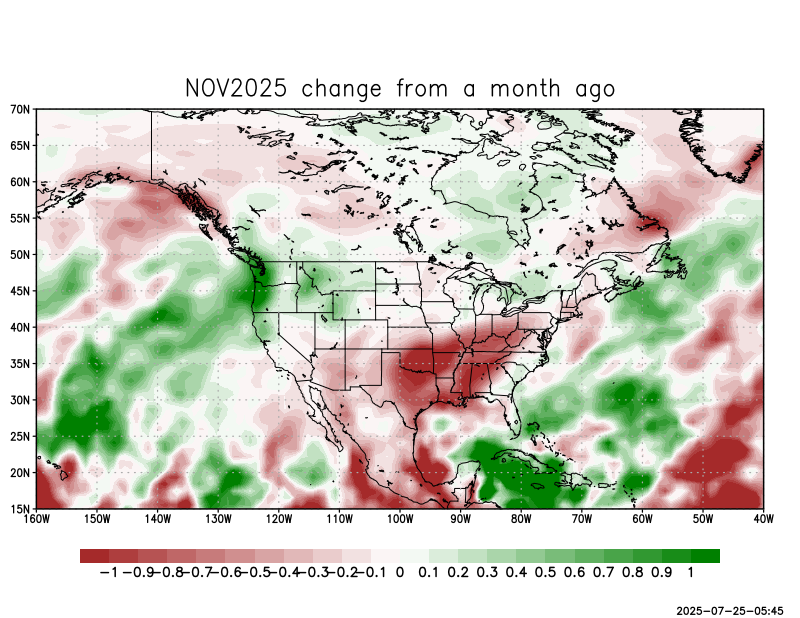 NOV2025 change from a month ago
70N
65N
60N
55N
50N
45N
40N
35N
30N
25N
20N
15N
160W 150W 140W 130W 120W 110W 100W 90W 80W 70W 60W 50W 40W
-1 -0.9 -0.8 -0.7 -0.6 -0.5 -0.4 -0.3 -0.2 -0.1 0 0.1 0.2 0.3 0.4 0.5 0.6 0.7 0.8 0.9 1
2025-07-25-05:45